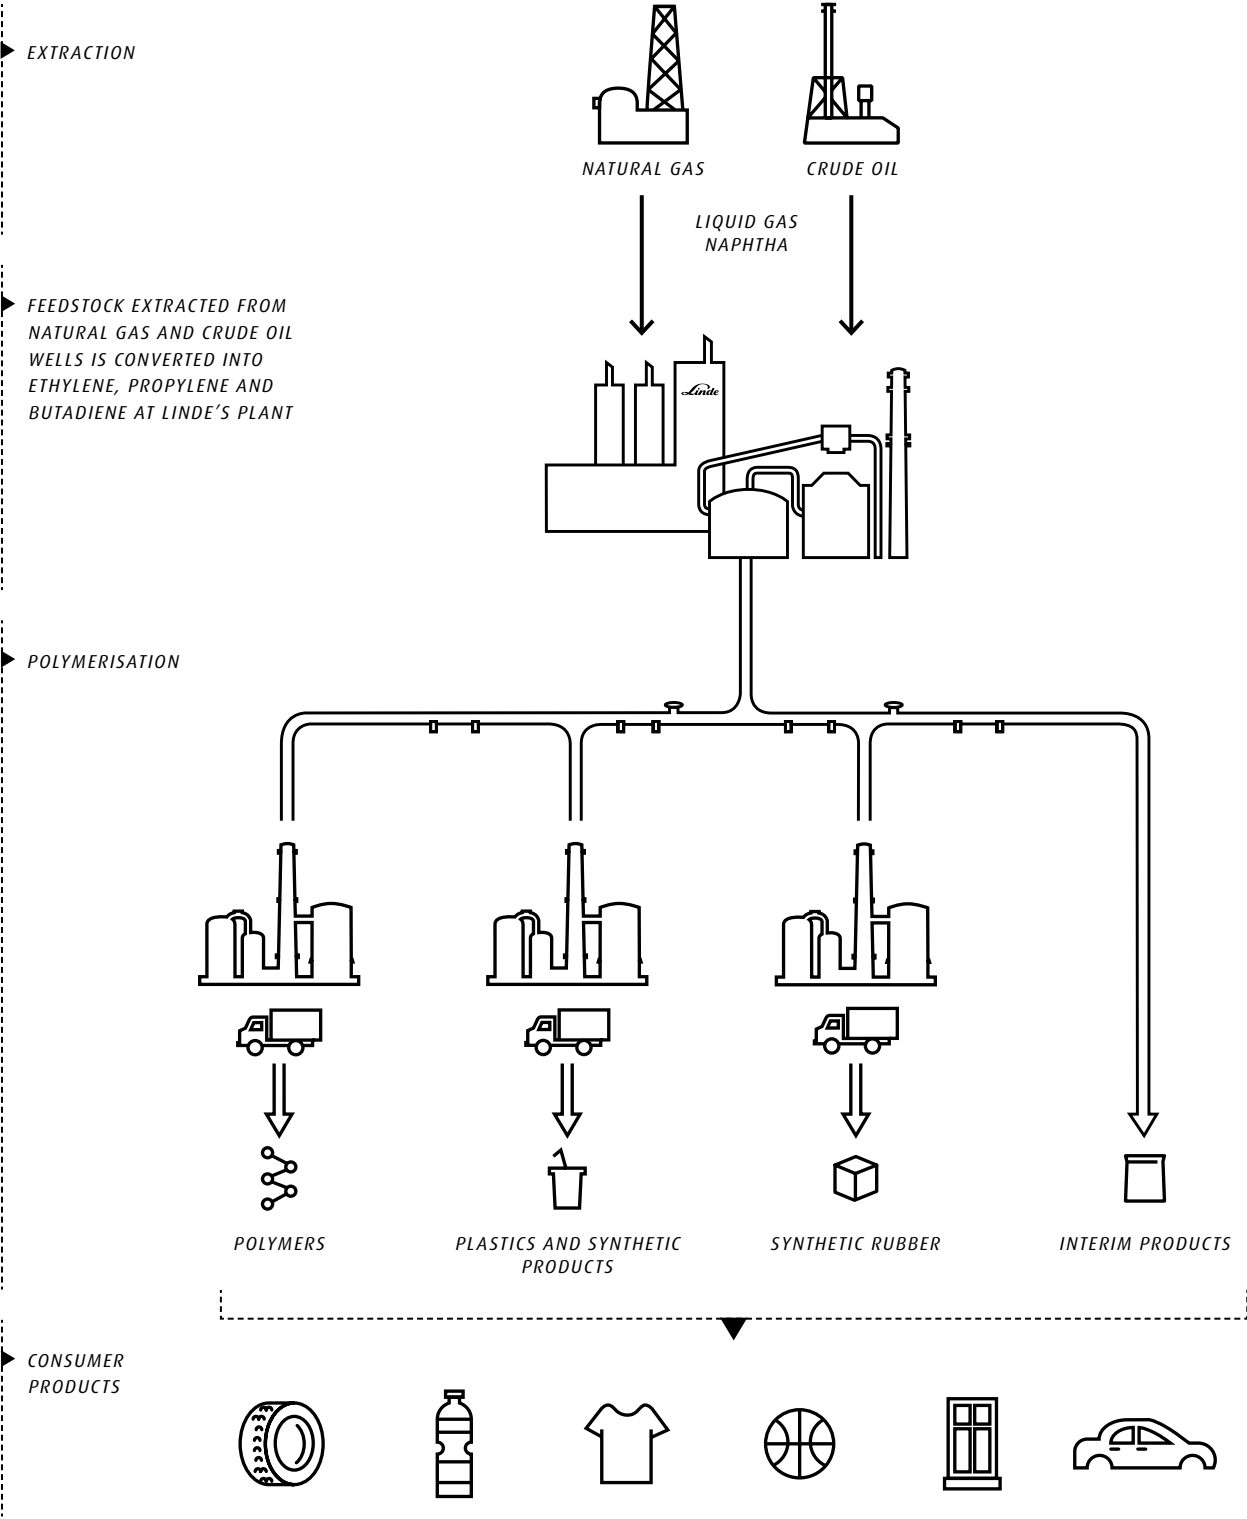 EXTRACTION
NATURAL GAS
CRUDE OIL
LIQUID GAS
NAPHTHA
FEEDSTOCK EXTRACTED FROM
NATURAL GAS AND CRUDE OIL
WELLS IS CONVERTED INTO
ETHYLENE, PROPYLENE AND
BUTADIENE AT LINDE'S PLANT
Linde
POLYMERISATION
POLYMERS
PLASTICS AND SYNTHETIC
PRODUCTS
SYNTHETIC RUBBER
INTERIM PRODUCTS
CONSUMER
PRODUCTS